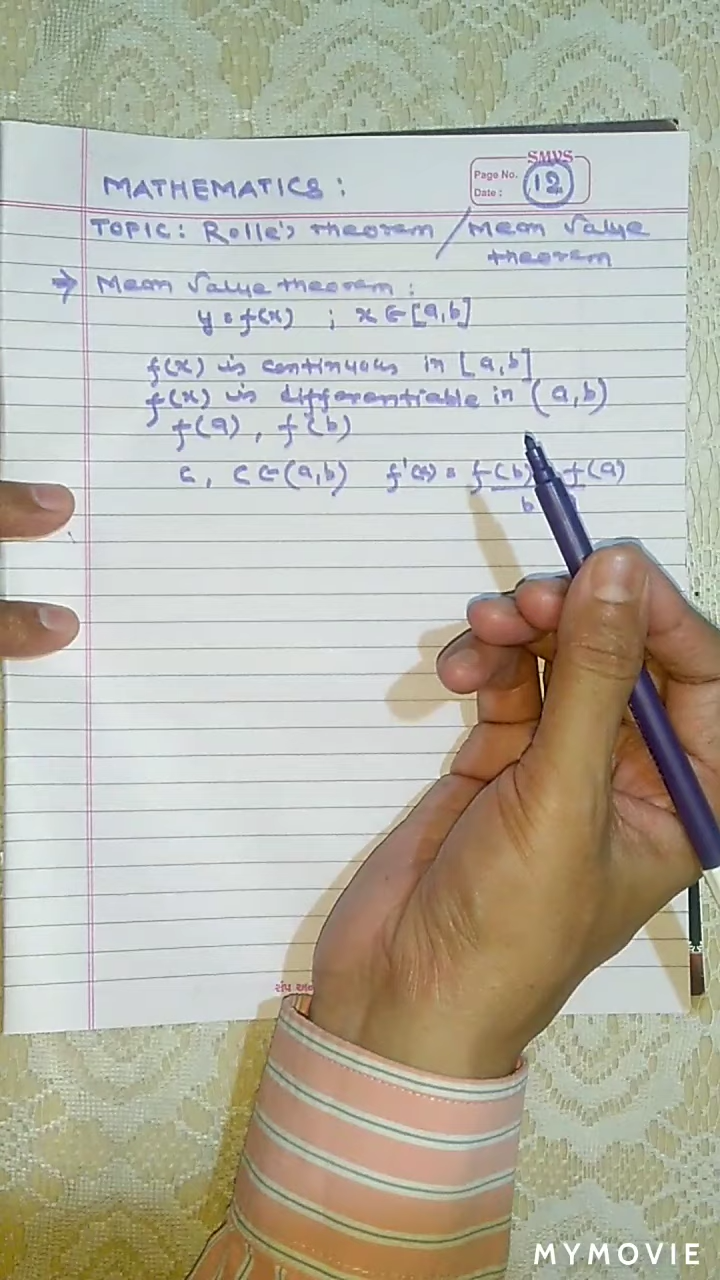 SMVS
MATHEMATICS:
Page No.
12
Date:
TOPIC: Rolle's theorem / Mean Value
theorem
→ Mean Value theorem:
y = f(x) ; x ∈ [a,b]
f(x) is continuous in [a,b]
f(x) is differentiable in (a,b)
f(a), f(b)
c, c ∈ (a,b) f'(x) = f(b) f(a)
b
MYMOVIE